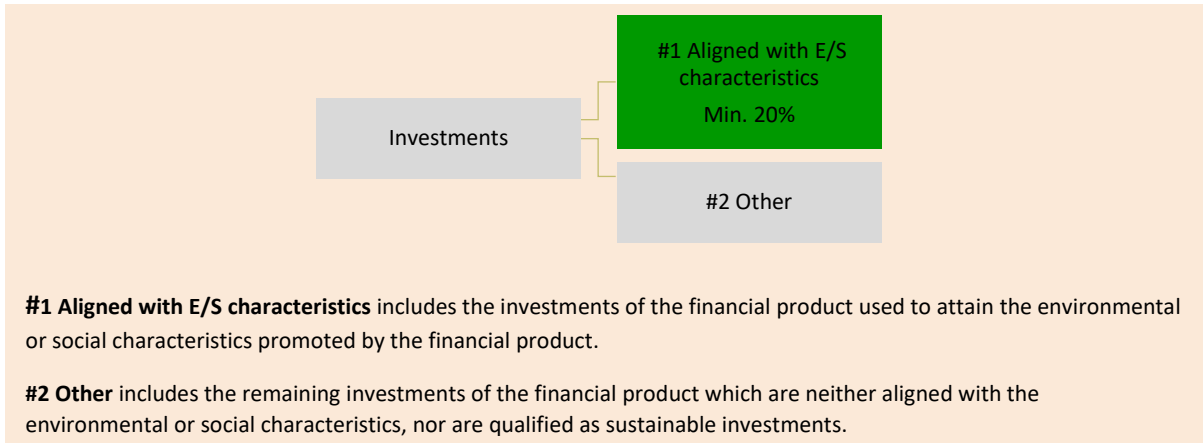 #1 Aligned with E/S
characteristics
Min. 20%
Investments
#2 Other
#1 Aligned with E/S characteristics includes the investments of the financial product used to attain the environmental
or social characteristics promoted by the financial product.
#2 Other includes the remaining investments of the financial product which are neither aligned with the
environmental or social characteristics, nor are qualified as sustainable investments.